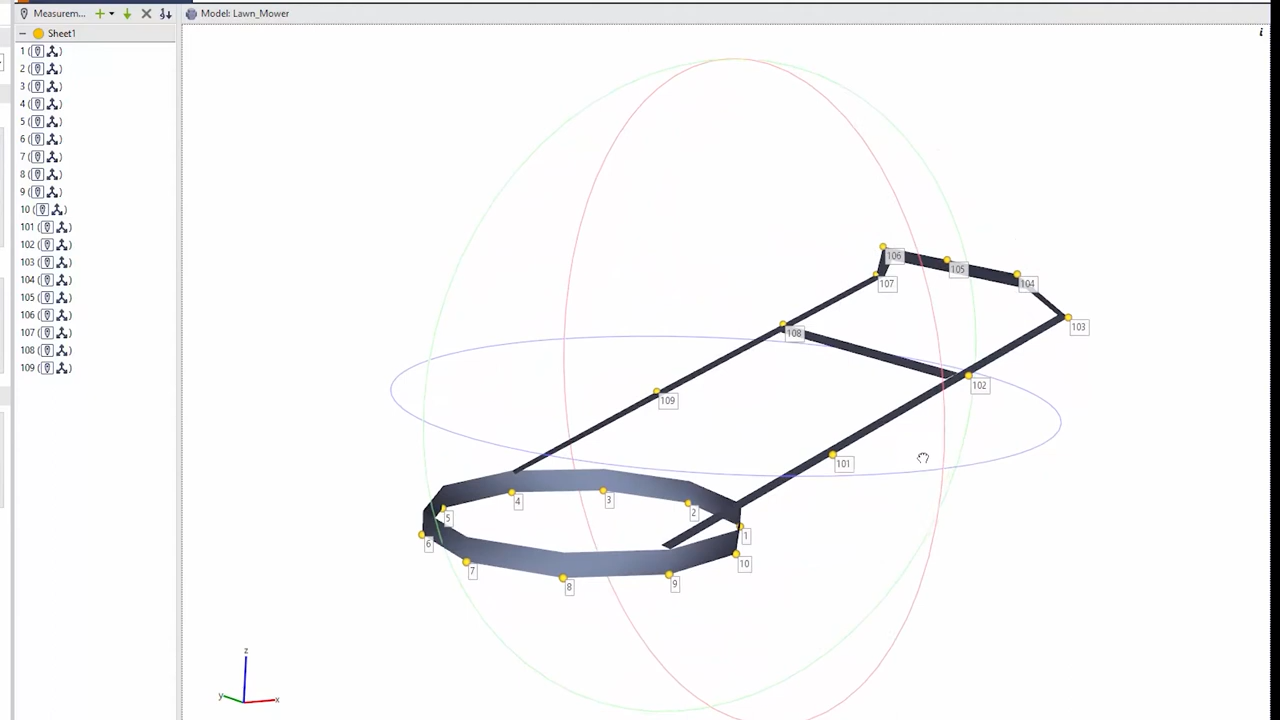 Measurem...
Model: Lawn_Mower
i
Sheet1
1 ( )
2 ( )
3 ( )
4 ( )
5 ( )
6 ( )
7 ( )
8 ( )
9 ( )
10 ( )
101 ( )
102 ( )
103 ( )
104 ( )
105 ( )
106 ( )
107 ( )
108 ( )
109 ( )
106
105
107
104
103
108
102
109
101
4
3
2
5
1
6
10
7
9
8
z
y
x